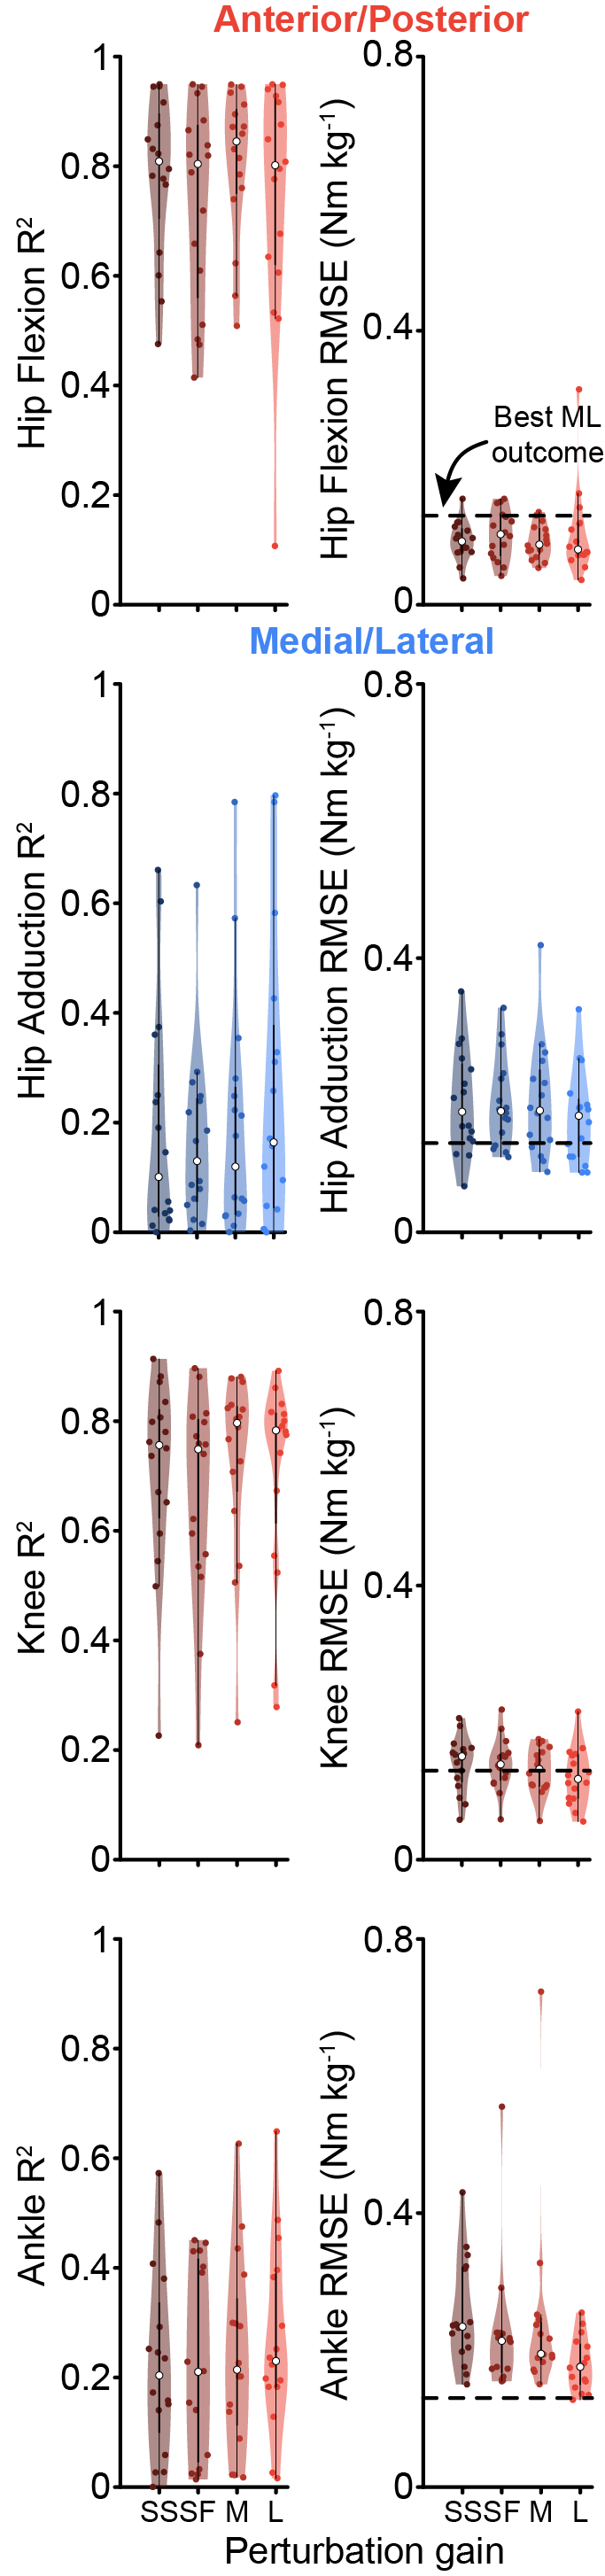 Anterior/Posterior
Hip Flexion R²
1
0.8
0.6
0.4
0.2
0
Hip Flexion RMSE (Nm kg⁻¹)
0.8
0.4
0
Best ML
outcome
Medial/Lateral
Hip Adduction R²
1
0.8
0.6
0.4
0.2
0
Hip Adduction RMSE (Nm kg⁻¹)
0.8
0.4
0
Knee R²
1
0.8
0.6
0.4
0.2
0
Knee RMSE (Nm kg⁻¹)
0.8
0.4
0
Ankle R²
1
0.8
0.6
0.4
0.2
0
SS SF M L
Ankle RMSE (Nm kg⁻¹)
0.8
0.4
0
SS SF M L
Perturbation gain